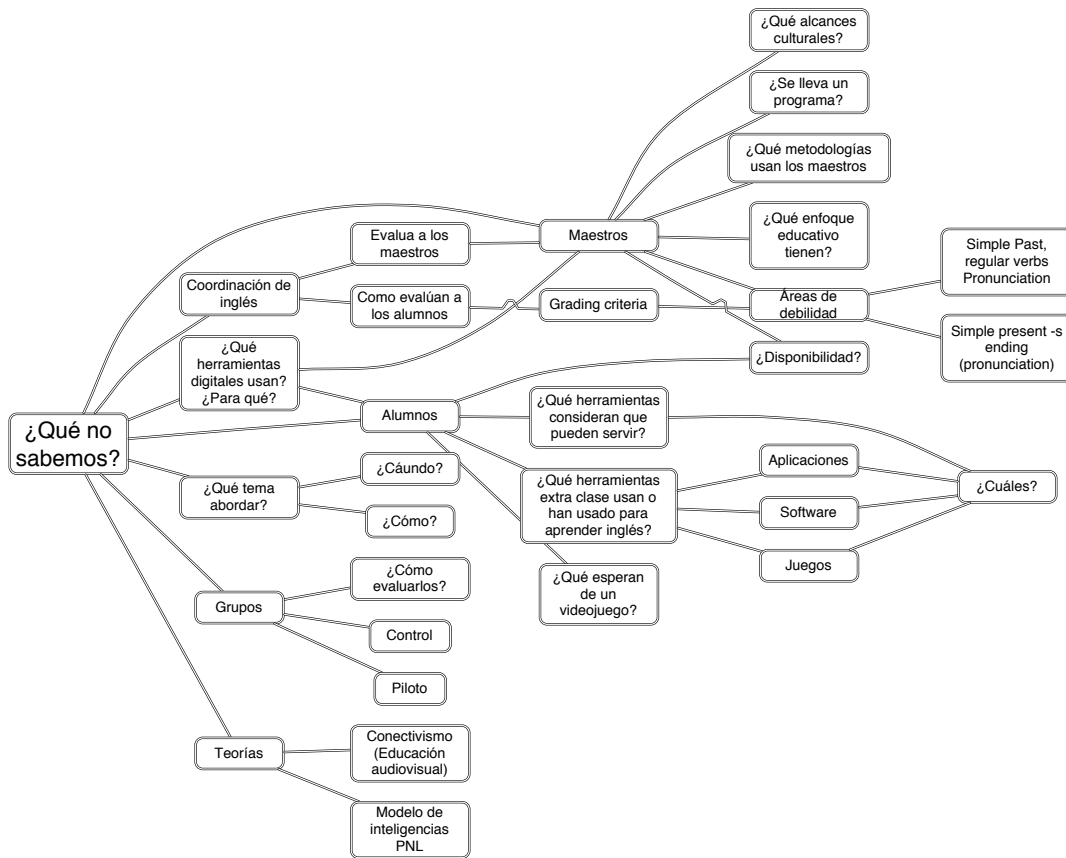 ¿Qué alcances
culturales?
¿Se lleva un
programa?
¿Qué metodologías
usan los maestros
¿Qué enfoque
educativo
tienen?
Maestros
Evalua a los
maestros
Simple Past,
regular verbs
Pronunciation
Coordinación de
inglés
Como evalúan a
los alumnos
Grading criteria
Áreas de
debilidad
Simple present -s
ending
(pronunciation)
¿Qué
herramientas
digitales usan?
¿Para qué?
¿Disponibilidad?
Alumnos
¿Qué herramientas
consideran que
pueden servir?
¿Qué no
sabemos?
¿Qué tema
abordar?
¿Cáundo?
¿Cómo?
¿Qué herramientas
extra clase usan o
han usado para
aprender inglés?
Aplicaciones
Software
Juegos
¿Cuáles?
¿Qué esperan
de un
videojuego?
Grupos
¿Cómo
evaluarlos?
Control
Piloto
Teorías
Conectivismo
(Educación
audiovisual)
Modelo de
inteligencias
PNL